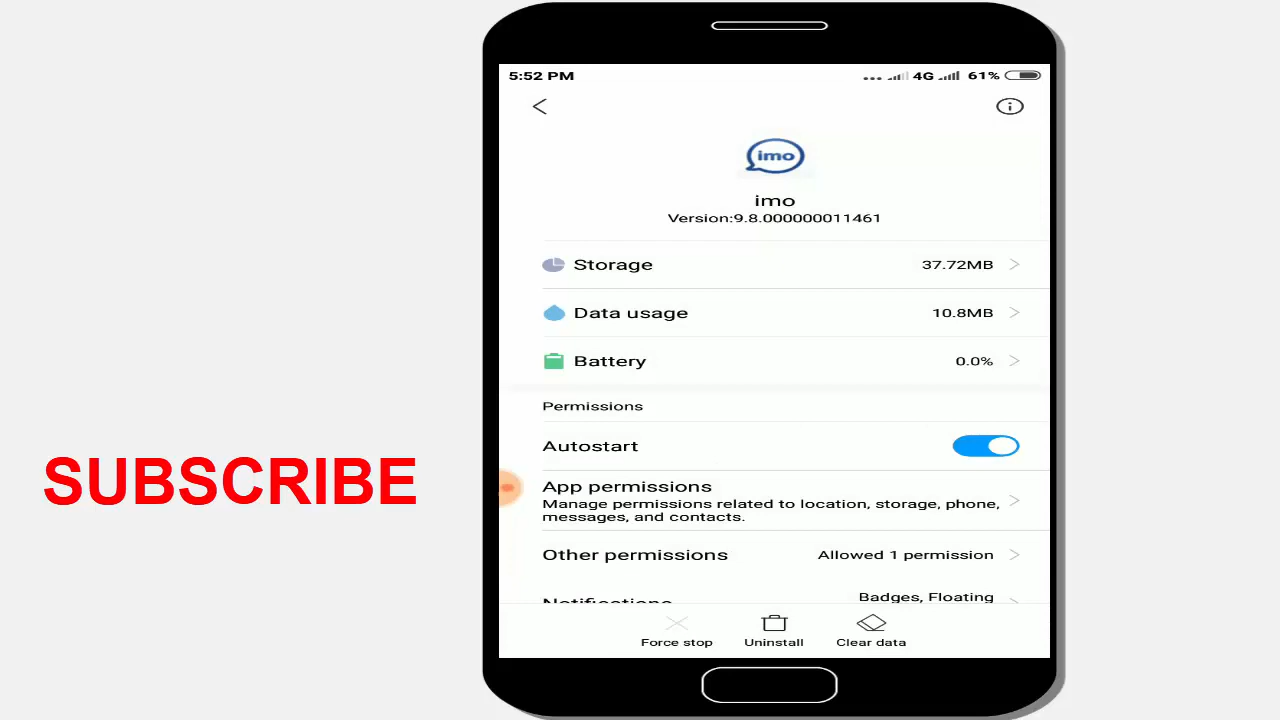 5:52 PM 4G 61%
imo
imo
Version:9.8.000000011461
Storage 37.72MB
Data usage 10.8MB
Battery 0.0%
Permissions
Autostart
SUBSCRIBE
App permissions
Manage permissions related to location, storage, phone,
messages, and contacts.
Other permissions Allowed 1 permission
Notifications Badges, Floating
Force stop Uninstall Clear data